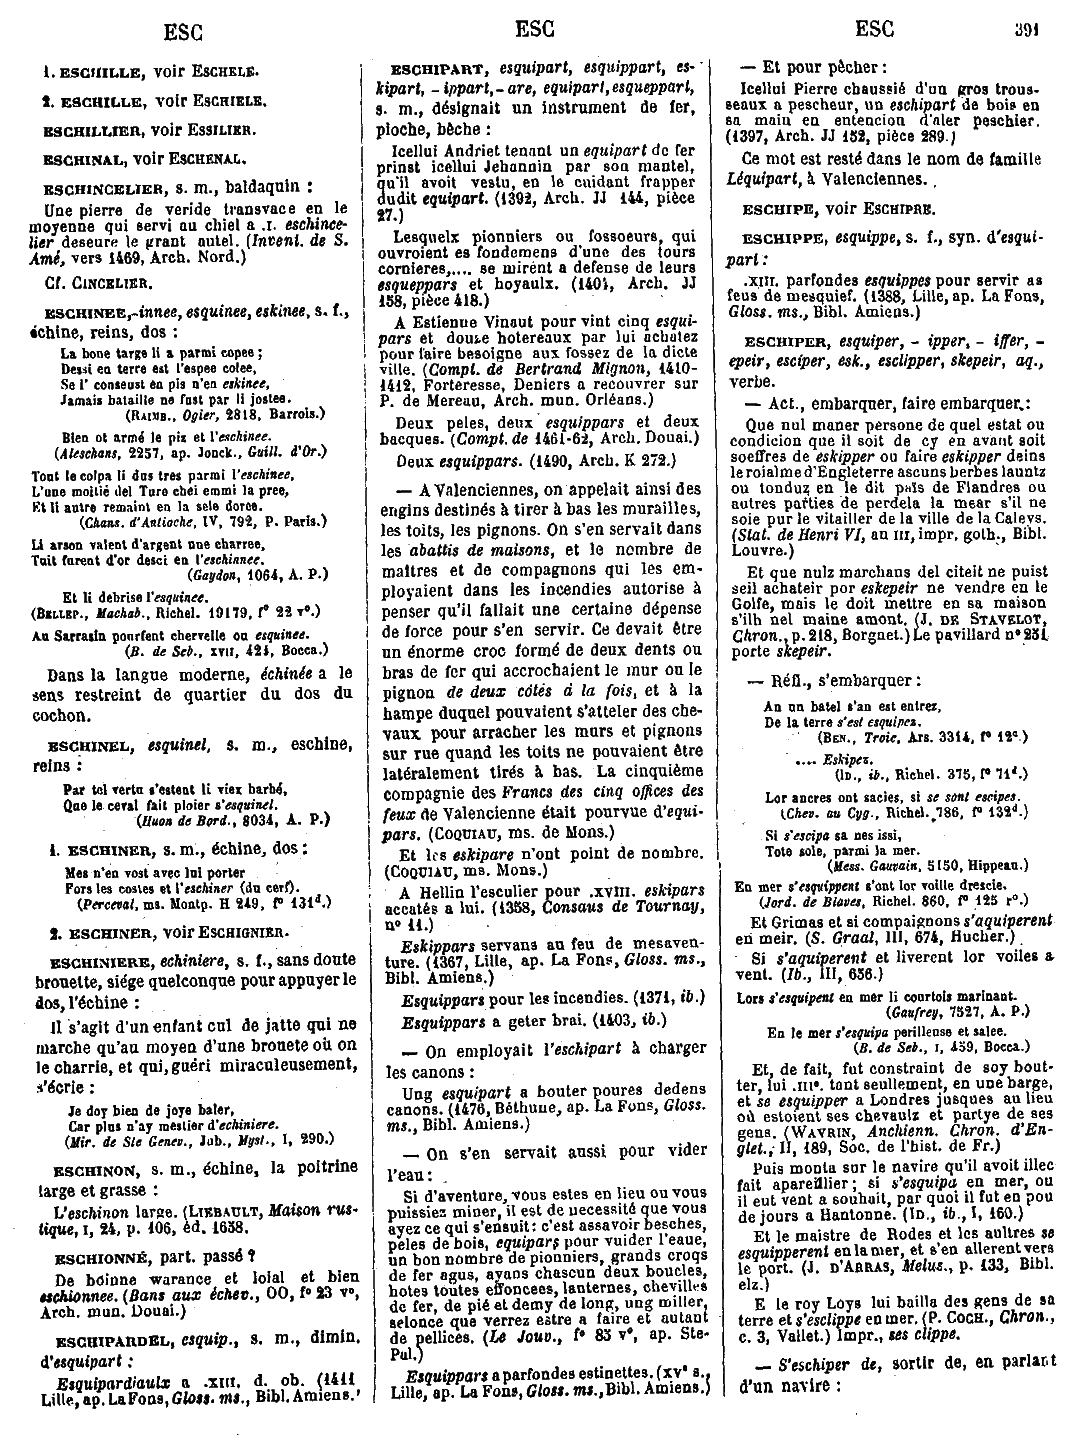 ESC
ESC
ESC 391
1. ESCHILLE, voir ESCHELE.
2. ESCHILLE, voir ESCHIELE.
ESCHILLIER, voir ESSILIER.
ESCHINAL, voir ESCHENAL.
ESCHINCELIER, s. m., baldaquin :
Une pierre de veride transvace en le
moyenne qui servi au chiel a .I. eschince-
lier deseure le grant autel. (Invent. de S.
Amé, vers 1469, Arch. Nord.)
Cf. CINCELIER.
ESCHINEE, -innee, esquinee, eskinee, s. f.,
échine, reins, dos :
La bone targe li a parmi copee ;
Dessi en terre est l'espee colee,
Se l' conseust en pis n'en eskinee,
Jamais bataille ne fust par li jostee.
(RAIMB., Ogier, 2818, Barrois.)
Bien ot armé le piz et l'eschinee.
(Aleschans, 2257, ap. Jonck., Guill. d'Or.)
Tout le colpa li dus tres parmi l'eschinee,
L'une moitié del Turc chei emmi la pree,
Et li autre remaint en la sele doree.
(Chans. d'Antioche, IV, 792, P. Paris.)
Li arson valent d'argent une charree,
Tuit furent d'or desci en l'eschinnee.
(Gaydon, 1064, A. P.)
Et li debrise l'esquinee.
(BELLEP., Machab., Richel. 19179, f° 22 v°.)
Au Sarrasin pourfent chervelle ou esquinee.
(B. de Seb., XVII, 421, Bocca.)
Dans la langue moderne, échinée a le
sens restreint de quartier du dos du
cochon.
ESCHINEL, esquinel, s. m., eschine,
reins :
Par tel vertu s'estent li viex barbé,
Que le ceval fait ploier s'esquinel.
(Huon de Bord., 8034, A. P.)
1. ESCHINER, s. m., échine, dos :
Mes n'en vost avec lui porter
Fors les costes et l'eschiner (du cerf).
(Perceval, ms. Montp. H 249, f° 131d.)
2. ESCHINER, voir ESCHIGNIER.
ESCHINIERE, echiniere, s. f., sans doute
brouette, siége quelconque pour appuyer le
dos, l'échine :
Il s'agit d'un enfant cul de jatte qui ne
marche qu'au moyen d'une brouete où on
le charrie, et qui, guéri miraculeusement,
s'écrie :
Je doy bien de joye baler,
Car plus n'ay mestier d'echiniere.
(Mir. de Ste Genev., Jub., Myst., I, 290.)
ESCHINON, s. m., échine, la poitrine
large et grasse :
L'eschinon large. (LIEBAULT, Maison rus-
tique, I, 24, p. 106, éd. 1658.
ESCHIONNÉ, part. passé ?
De boinne warance et loial et bien
eschionnee. (Bans aux échev., OO, f° 23 v°,
Arch. mun. Douai.)
ESCHIPARDEL, esquip., s. m., dimin.
d'esquipart :
Esquipardiaulx a .XIII. d. ob. (1411
Lille, ap. La Fons, Gloss. ms., Bibl. Amiens.'
ESCHIPART, esquipart, esquippart, es-
kipart, - ippart, - are, equiparl, esqueppart,
s. m., désignait un instrument de fer,
pioche, bêche :
Icellui Andriet tenant un equipart de fer
prinst icellui Jehannin par son mantel,
qu'il avoit vestu, en le cuidant frapper
dudit equipart. (1392, Arch. JJ 144, pièce
27.)
Lesquelx pionniers ou fossoeurs, qui
ouvroient es fondemens d'une des tours
cornieres,.... se mirent a defense de leurs
esqueppars et hoyaulx. (1401, Arch. JJ
158, pièce 418.)
A Estienne Vinaut pour vint cinq esqui-
pars et douze hotereaux par lui achatez
pour faire besoigne aux fossez de la dicte
ville. (Compt. de Bertrand Mignon, 1410-
1412, Forteresse, Deniers a recouvrer sur
P. de Mereau, Arch. mun. Orléans.)
Deux peles, deux esquippars et deux
bacques. (Compt. de 1461-62, Arch. Douai.)
Deux esquippars. (1490, Arch. K 272.)
— A Valenciennes, on appelait ainsi des
engins destinés à tirer à bas les murailles,
les toits, les pignons. On s'en servait dans
les abattis de maisons, et le nombre de
maîtres et de compagnons qui les em-
ployaient dans les incendies autorise à
penser qu'il fallait une certaine dépense
de force pour s'en servir. Ce devait être
un énorme croc formé de deux dents ou
bras de fer qui accrochaient le mur ou le
pignon de deux côtés à la fois, et à la
hampe duquel pouvaient s'atteler des che-
vaux pour arracher les murs et pignons
sur rue quand les toits ne pouvaient être
latéralement tirés à bas. La cinquième
compagnie des Francs des cinq offices des
feux de Valencienne était pourvue d'equi-
pars. (COQUIAU, ms. de Mons.)
Et les eskipare n'ont point de nombre.
(COQUIAU, ms. Mons.)
A Hellin l'esculier pour .XVIII. eskipars
accatés a lui. (1358, Consaus de Tournay,
n° 11.)
Eskippars servans au feu de mesaven-
ture. (1367, Lille, ap. La Fons, Gloss. ms.,
Bibl. Amiens.)
Esquippars pour les incendies. (1371, ib.)
Esquippars a geter brai. (1403, ib.)
— On employait l'eschipart à charger
les canons :
Ung esquipart a bouter poures dedens
canons. (1476, Béthune, ap. La Fons, Gloss.
ms., Bibl. Amiens.)
— On s'en servait aussi pour vider
l'eau :
Si d'aventure, vous estes en lieu ou vous
puissiez miner, il est de necessité que vous
ayez ce qui s'ensuit : c'est assavoir besches,
peles de bois, equipars pour vuider l'eaue,
un bon nombre de pionniers, grands croqs
de fer agus, ayans chascun deux boucles,
hotes toutes effoncees, lanternes, chevilles
de fer, de pié et demy de long, ung miller,
selonce que verrez estre a faire et autant
de pellices. (Le Jouv., f° 83 v°, ap. Ste-
Pal.)
Esquippars a parfondes estinettes. (XVe s.,
Lille, ap. La Fons, Gloss. ms., Bibl. Amiens.)
— Et pour pêcher :
Icellui Pierre chaussié d'un gros trous-
seaux a pescheur, un eschipart de bois en
sa main en entencion d'aler peschier.
(1397, Arch. JJ 152, pièce 289.)
Ce mot est resté dans le nom de famille
Léquipart, à Valenciennes.
ESCHIPE, voir ESCHIPRE.
ESCHIPPE, esquippe, s. f., syn. d'esqui-
part :
.XIII. parfondes esquippes pour servir as
feus de mesquief. (1388, Lille, ap. La Fons,
Gloss. ms., Bibl. Amiens.)
ESCHIPER, esquiper, - ipper, - iffer, -
epeir, esciper, esk., esclipper, skepeir, aq.,
verbe.
— Act., embarquer, faire embarquer :
Que nul maner persone de quel estat ou
condicion que il soit de cy en avant soit
soeffres de eskipper ou faire eskipper deins
le roialme d'Engleterre ascuns berbes launtz
ou tonduz en le dit païs de Flandres ou
autres parties de perdela la mear s'il ne
soie pur le vitailler de la ville de la Caleys.
(Stat. de Henri VI, an III, impr. goth., Bibl.
Louvre.)
Et que nulz marchans del citeit ne puist
seil achateir por eskepeir ne vendre en le
Golfe, mais le doit mettre en sa maison
s'ilh nel maine amont. (J. DE STAVELOT,
Chron., p. 218, Borgnet.) Le pavillard n° 231
porte skepeir.
— Réfl., s'embarquer :
An un batel s'an est entrez,
De la terre s'est esquipez.
(BEN., Troie, Ars. 3314, f° 12c.)
.... Eskipez.
(ID., ib., Richel. 375, f° 71d.)
Lor ancres ont sacies, si se sont escipes.
(Chev. au Cyg., Richel. 786, f° 132d.)
Si s'escipa sa nes issi,
Tote sole, parmi la mer.
(Mess. Gauvain, 5150, Hippeau.)
En mer s'esquippent s'ont lor voille drescie.
(Jord. de Blaves, Richel. 860, f° 125 r°.)
Et Grimas et si compaignons s'aquiperent
en meir. (S. Graal, III, 674, Hucher.)
Si s'aquiperent et liverent lor voiles a
vent. (Ib., III, 656.)
Lors s'esquipent en mer li courtois marinant.
(Gaufrey, 7527, A. P.)
En le mer s'esquipa perilleuse et salee.
(B. de Seb., I, 459, Bocca.)
Et, de fait, fut constraint de soy bout-
ter, lui .IIIe. tant seullement, en une barge,
et se esquipper a Londres jusques au lieu
où estoient ses chevaulz et partye de ses
gens. (WAVRIN, Anchienn. Chron. d'En-
glet., II, 189, Soc. de l'hist. de Fr.)
Puis monta sur le navire qu'il avoit illec
fait apareillier ; si s'esquipa en mer, ou
il eut vent a souhait, par quoi il fut en pou
de jours a Hantonne. (ID., ib., I, 160.)
Et le maistre de Rodes et les aultres se
esquipperent en la mer, et s'en allerent vers
le port. (J. D'ARRAS, Melus., p. 133, Bibl.
elz.)
E le roy Loys lui bailla des gens de sa
terre et s'esclippe en mer. (P. COCH., Chron.,
c. 3, Vallet.) Impr., ses clippe.
— S'eschiper de, sortir de, en parlant
d'un navire :